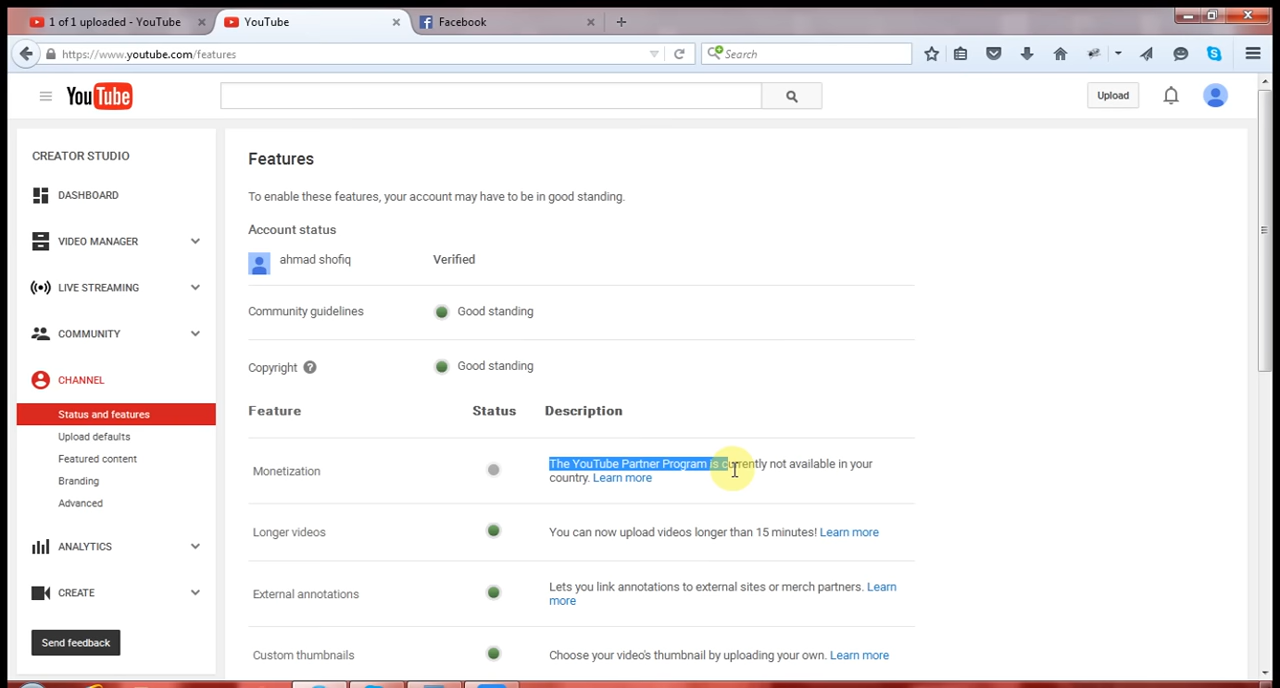 1 of 1 uploaded - YouTube
YouTube
Facebook
https://www.youtube.com/features
Search
YouTube
Upload
CREATOR STUDIO
DASHBOARD
VIDEO MANAGER
LIVE STREAMING
COMMUNITY
CHANNEL
Status and features
Upload defaults
Featured content
Branding
Advanced
ANALYTICS
CREATE
Send feedback
Features
To enable these features, your account may have to be in good standing.
Account status
ahmad shofiq Verified
Community guidelines Good standing
Copyright ? Good standing
Feature Status Description
Monetization
The YouTube Partner Program is currently not available in your
country. Learn more
Longer videos You can now upload videos longer than 15 minutes! Learn more
External annotations
Lets you link annotations to external sites or merch partners. Learn
more
Custom thumbnails Choose your video's thumbnail by uploading your own. Learn more